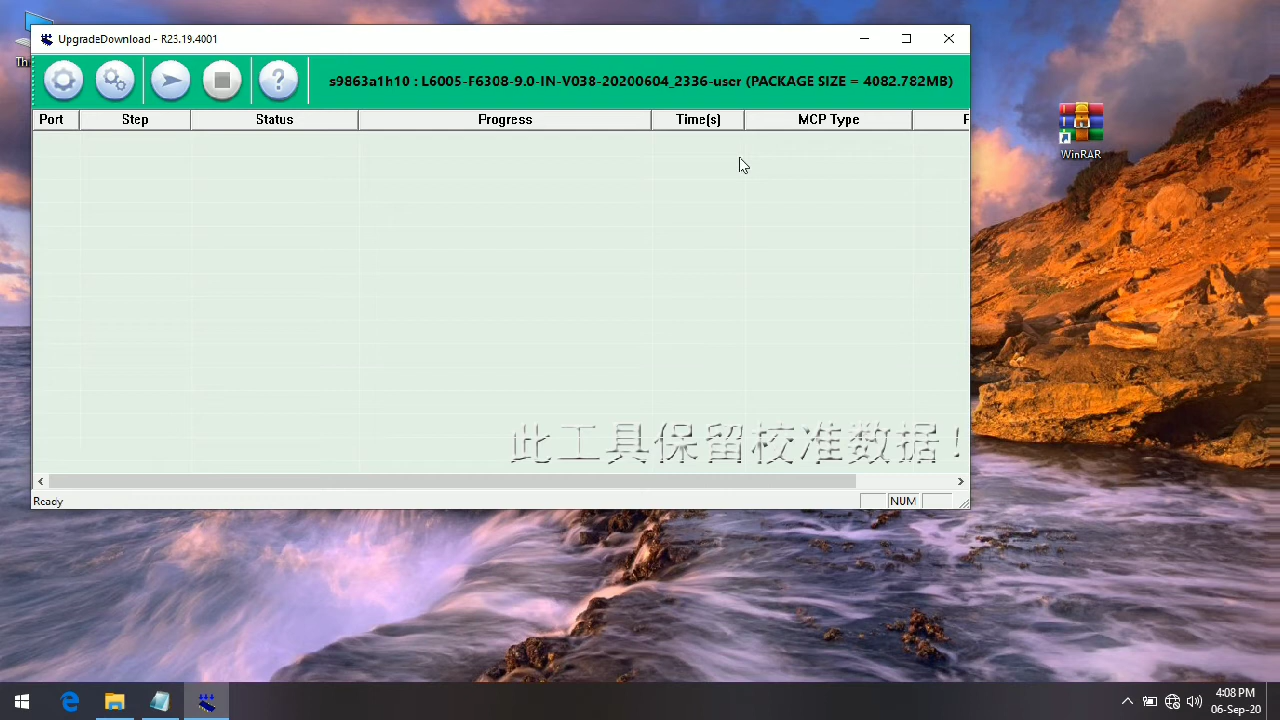 Th
UpgradeDownload - R23.19.4001
s9863a1h10 : L6005-F6308-9.0-IN-V038-20200604_2336-user (PACKAGE SIZE = 4082.782MB)
Port Step Status Progress Time(s) MCP Type
WinRAR
此工具保留校准数据!
Ready
NUM
4:08 PM
06-Sep-20